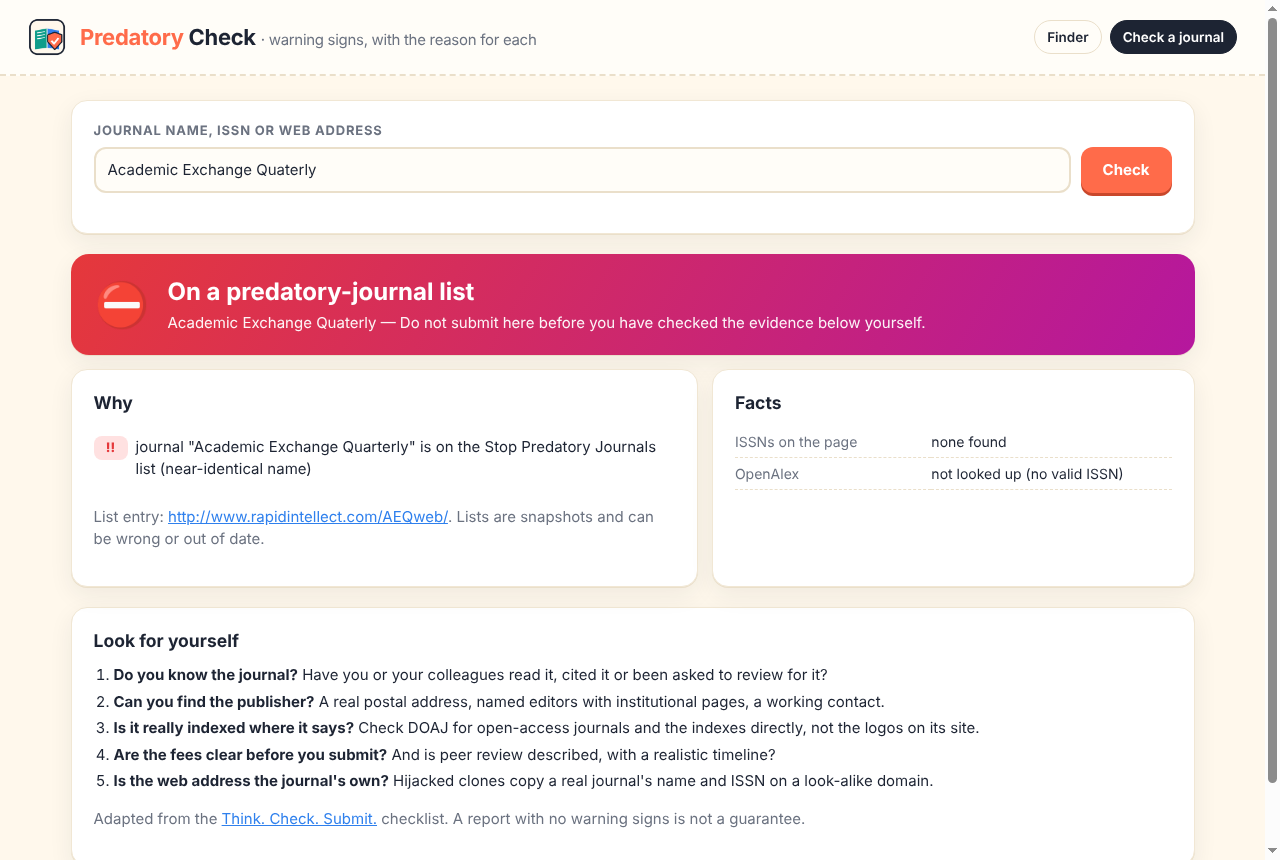 Predatory Check · warning signs, with the reason for each
Finder
Check a journal
JOURNAL NAME, ISSN OR WEB ADDRESS
Academic Exchange Quaterly
Check
On a predatory-journal list
Academic Exchange Quaterly — Do not submit here before you have checked the evidence below yourself.
Why
!! journal "Academic Exchange Quarterly" is on the Stop Predatory Journals
list (near-identical name)
List entry: http://www.rapidintellect.com/AEQweb/. Lists are snapshots and can
be wrong or out of date.
Facts
ISSNs on the page none found
OpenAlex not looked up (no valid ISSN)
Look for yourself
1. Do you know the journal? Have you or your colleagues read it, cited it or been asked to review for it?
2. Can you find the publisher? A real postal address, named editors with institutional pages, a working contact.
3. Is it really indexed where it says? Check DOAJ for open-access journals and the indexes directly, not the logos on its site.
4. Are the fees clear before you submit? And is peer review described, with a realistic timeline?
5. Is the web address the journal's own? Hijacked clones copy a real journal's name and ISSN on a look-alike domain.
Adapted from the Think. Check. Submit. checklist. A report with no warning signs is not a guarantee.